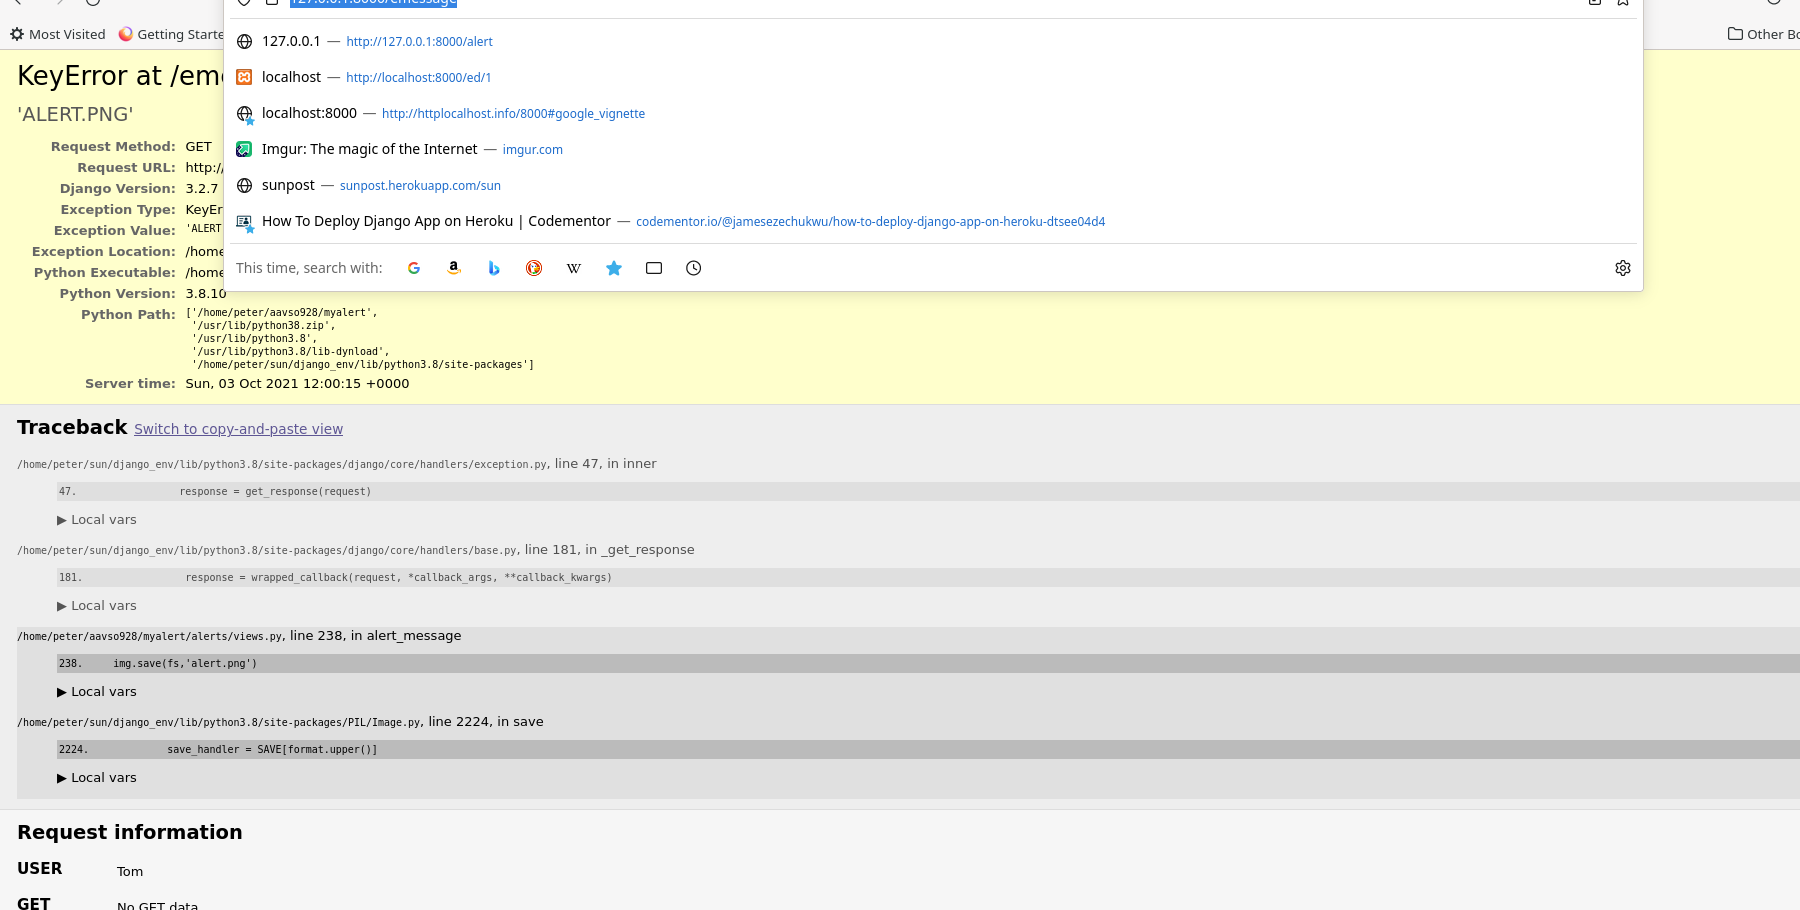 127.0.0.1:8000/emessage
Most Visited
Getting Starte
Other Bo
127.0.0.1 — http://127.0.0.1:8000/alert
localhost — http://localhost:8000/ed/1
localhost:8000 — http://httplocalhost.info/8000#google_vignette
Imgur: The magic of the Internet — imgur.com
sunpost — sunpost.herokuapp.com/sun
How To Deploy Django App on Heroku | Codementor — codementor.io/@jamesezechukwu/how-to-deploy-django-app-on-heroku-dtsee04d4
This time, search with:
KeyError at /eme
'ALERT.PNG'
Request Method: GET
Request URL: http:/
Django Version: 3.2.7
Exception Type: KeyEr
Exception Value: 'ALERT
Exception Location: /home
Python Executable: /home
Python Version: 3.8.10
Python Path: ['/home/peter/aavso928/myalert',
'/usr/lib/python38.zip',
'/usr/lib/python3.8',
'/usr/lib/python3.8/lib-dynload',
'/home/peter/sun/django_env/lib/python3.8/site-packages']
Server time: Sun, 03 Oct 2021 12:00:15 +0000
Traceback Switch to copy-and-paste view
/home/peter/sun/django_env/lib/python3.8/site-packages/django/core/handlers/exception.py, line 47, in inner
47. response = get_response(request)
▶ Local vars
/home/peter/sun/django_env/lib/python3.8/site-packages/django/core/handlers/base.py, line 181, in _get_response
181. response = wrapped_callback(request, *callback_args, **callback_kwargs)
▶ Local vars
/home/peter/aavso928/myalert/alerts/views.py, line 238, in alert_message
238. img.save(fs,'alert.png')
▶ Local vars
/home/peter/sun/django_env/lib/python3.8/site-packages/PIL/Image.py, line 2224, in save
2224. save_handler = SAVE[format.upper()]
▶ Local vars
Request information
USER Tom
GET No GET data